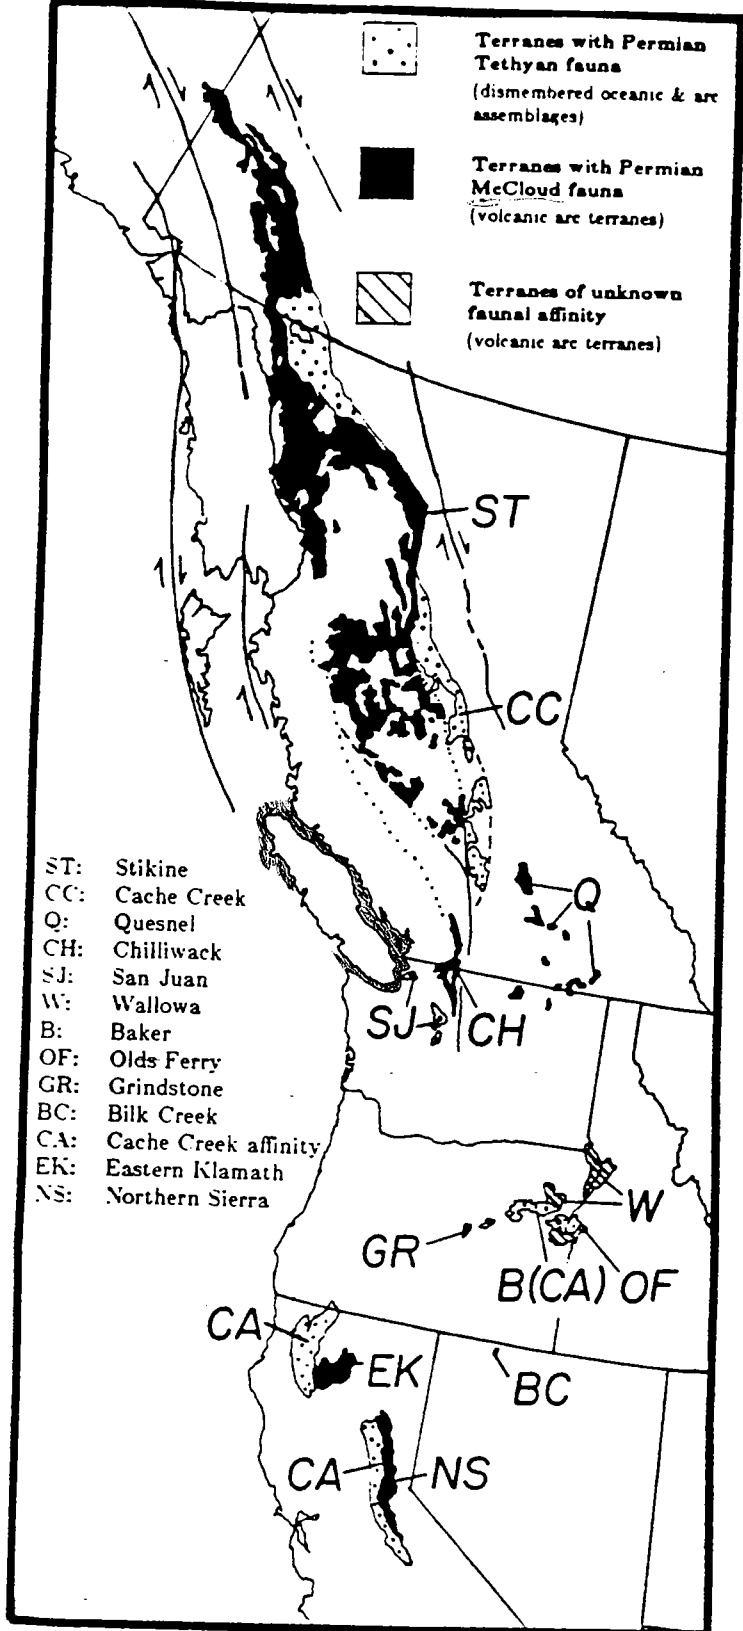 Terranes with Permian
Tethyan fauna
(dismembered oceanic & arc
assemblages)
Terranes with Permian
McCloud fauna
(volcanic arc terranes)
Terranes of unknown
faunal affinity
(volcanic arc terranes)
ST
CC
Q
SJ
CH
W
GR
B(CA) OF
CA
EK
BC
CA
NS
ST: Stikine
CC: Cache Creek
Q: Quesnel
CH: Chilliwack
SJ: San Juan
W: Wallowa
B: Baker
OF: Olds Ferry
GR: Grindstone
BC: Bilk Creek
CA: Cache Creek affinity
EK: Eastern Klamath
NS: Northern Sierra